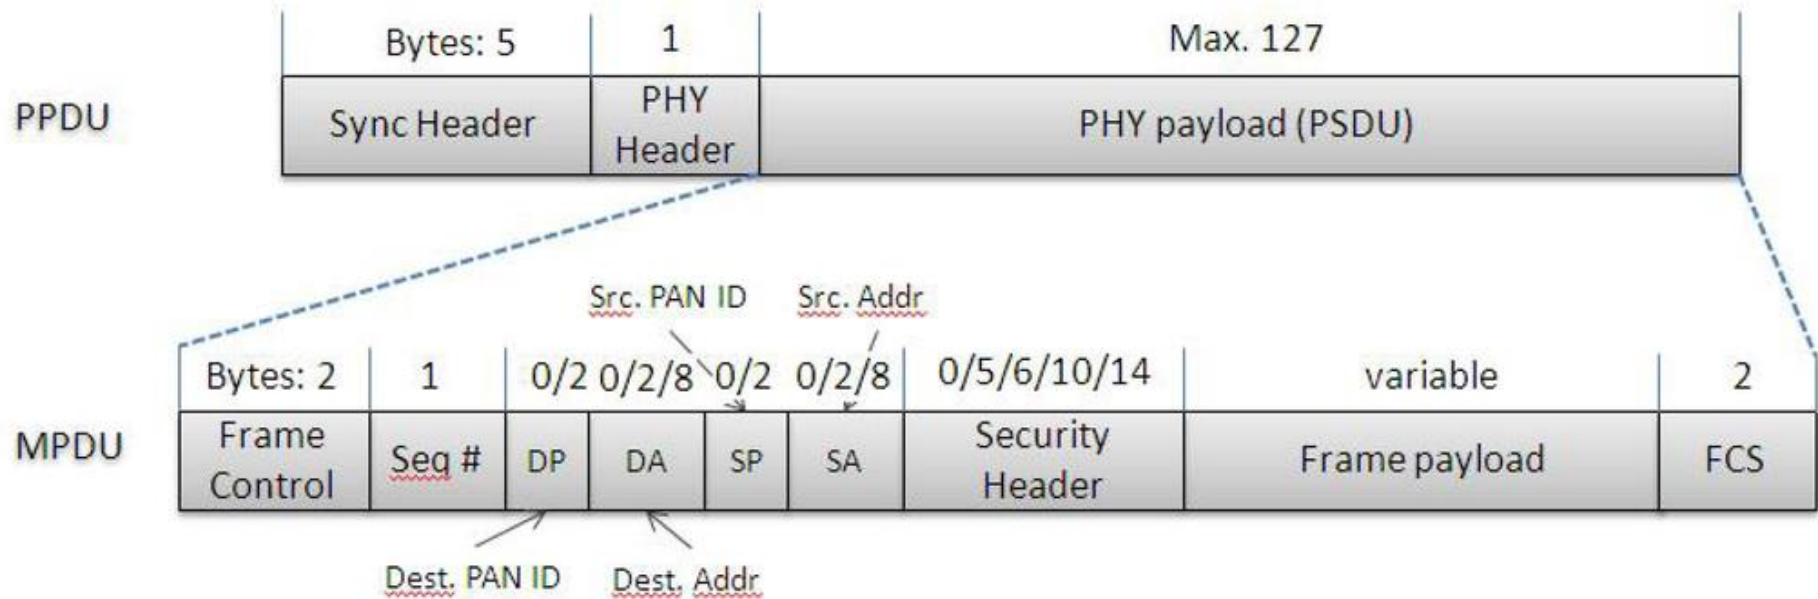 Bytes: 5 1 Max. 127
PPDU Sync Header PHY Header PHY payload (PSDU)
Src. PAN ID Src. Addr
Bytes: 2 1 0/2 0/2/8 0/2 0/2/8 0/5/6/10/14 variable 2
MPDU Frame Control Seq # DP DA SP SA Security Header Frame payload FCS
Dest. PAN ID Dest. Addr